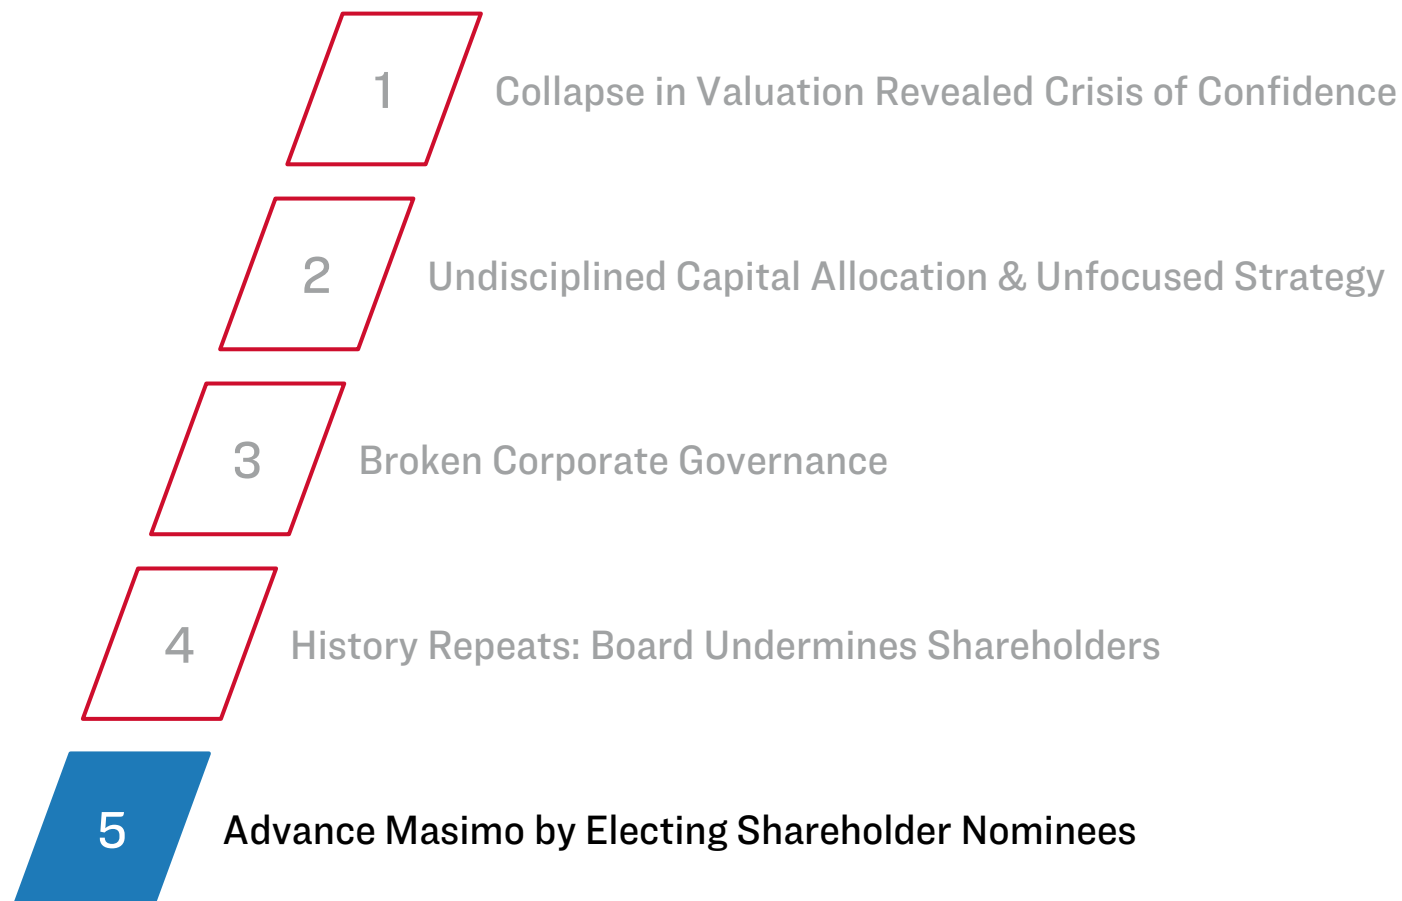 1 Collapse in Valuation Revealed Crisis of Confidence
2 Undisciplined Capital Allocation & Unfocused Strategy
3 Broken Corporate Governance
4 History Repeats: Board Undermines Shareholders
5 Advance Masimo by Electing Shareholder Nominees